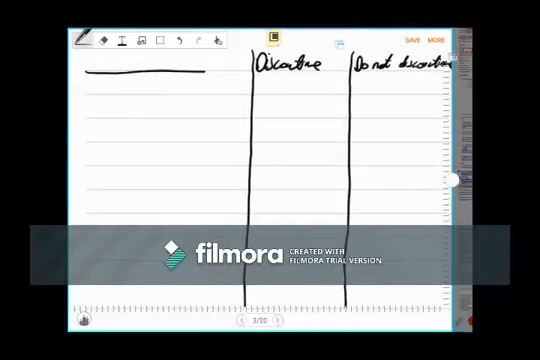 SAVE MORE
Discontinue Do not discontinue
filmora CREATED WITH
FILMORA TRIAL VERSION
3/20